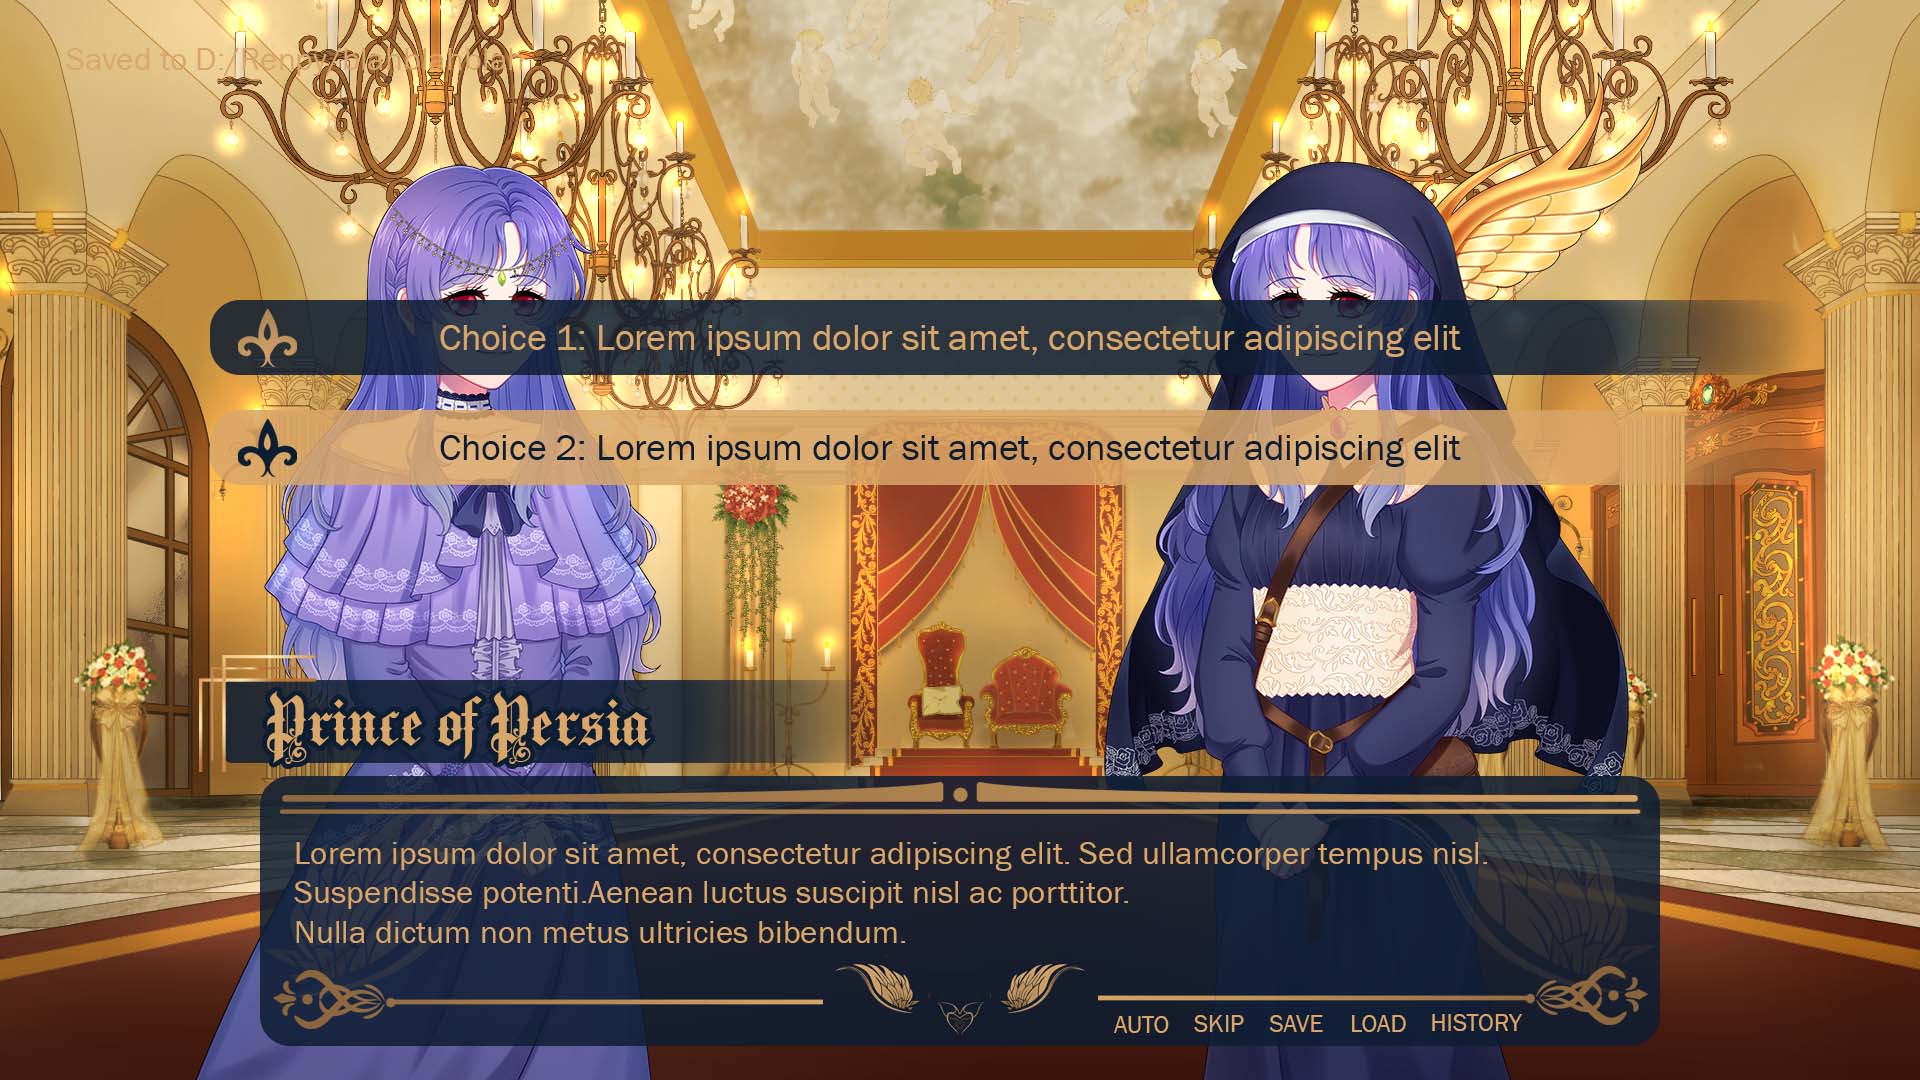 Saved to D:/
Choice 1: Lorem ipsum dolor sit amet, consectetur adipiscing elit
Choice 2: Lorem ipsum dolor sit amet, consectetur adipiscing elit
Prince of Persia
Lorem ipsum dolor sit amet, consectetur adipiscing elit. Sed ullamcorper tempus nisl.
Suspendisse potenti.Aenean luctus suscipit nisl ac porttitor.
Nulla dictum non metus ultricies bibendum.
AUTO SKIP SAVE LOAD HISTORY